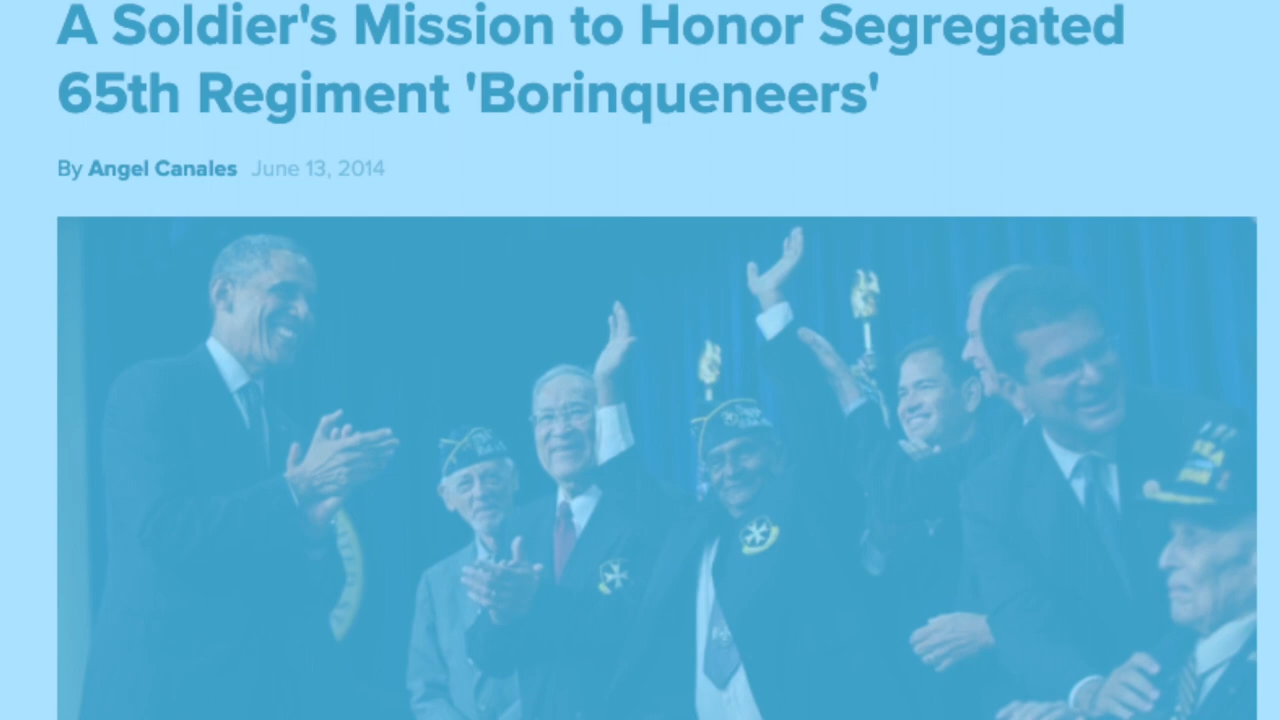 A Soldier's Mission to Honor Segregated
65th Regiment 'Borinqueneers'
By Angel Canales June 13, 2014